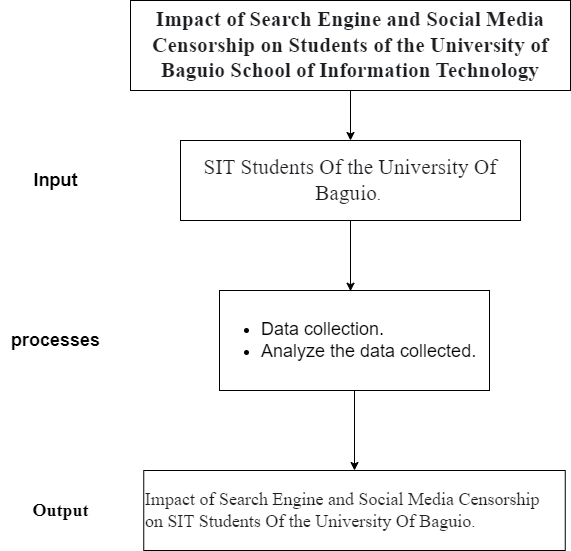 Impact of Search Engine and Social Media
Censorship on Students of the University of
Baguio School of Information Technology
Input
SIT Students Of the University Of
Baguio.
processes
• Data collection.
• Analyze the data collected.
Output
Impact of Search Engine and Social Media Censorship
on SIT Students Of the University Of Baguio.